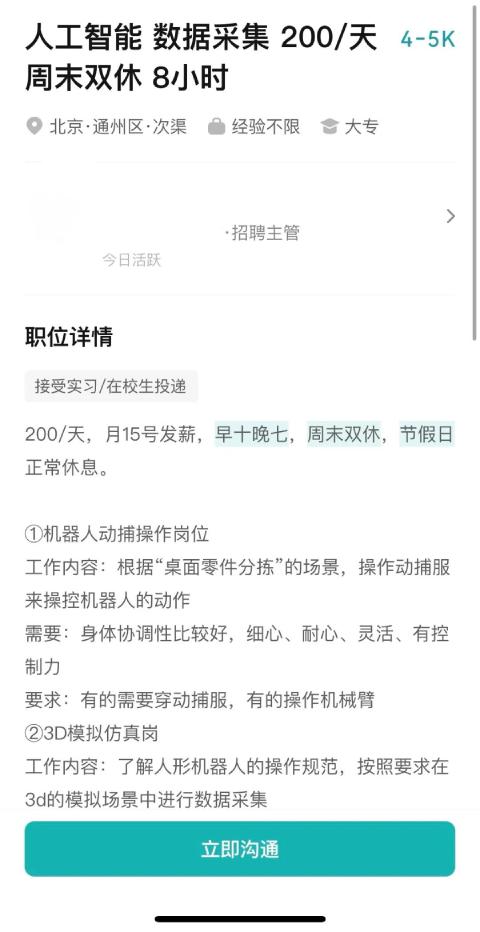 人工智能 数据采集 200/天 4-5K
周末双休 8小时
北京·通州区·次渠 经验不限 大专
·招聘主管
今日活跃
职位详情
接受实习/在校生投递
200/天，月15号发薪，早十晚七，周末双休，节假日
正常休息。
①机器人动捕操作岗位
工作内容：根据“桌面零件分拣”的场景，操作动捕服
来操控机器人的动作
需要：身体协调性比较好，细心、耐心、灵活、有控
制力
要求：有的需要穿动捕服，有的操作机械臂
②3D模拟仿真岗
工作内容：了解人形机器人的操作规范，按照要求在
3d的模拟场景中进行数据采集
立即沟通